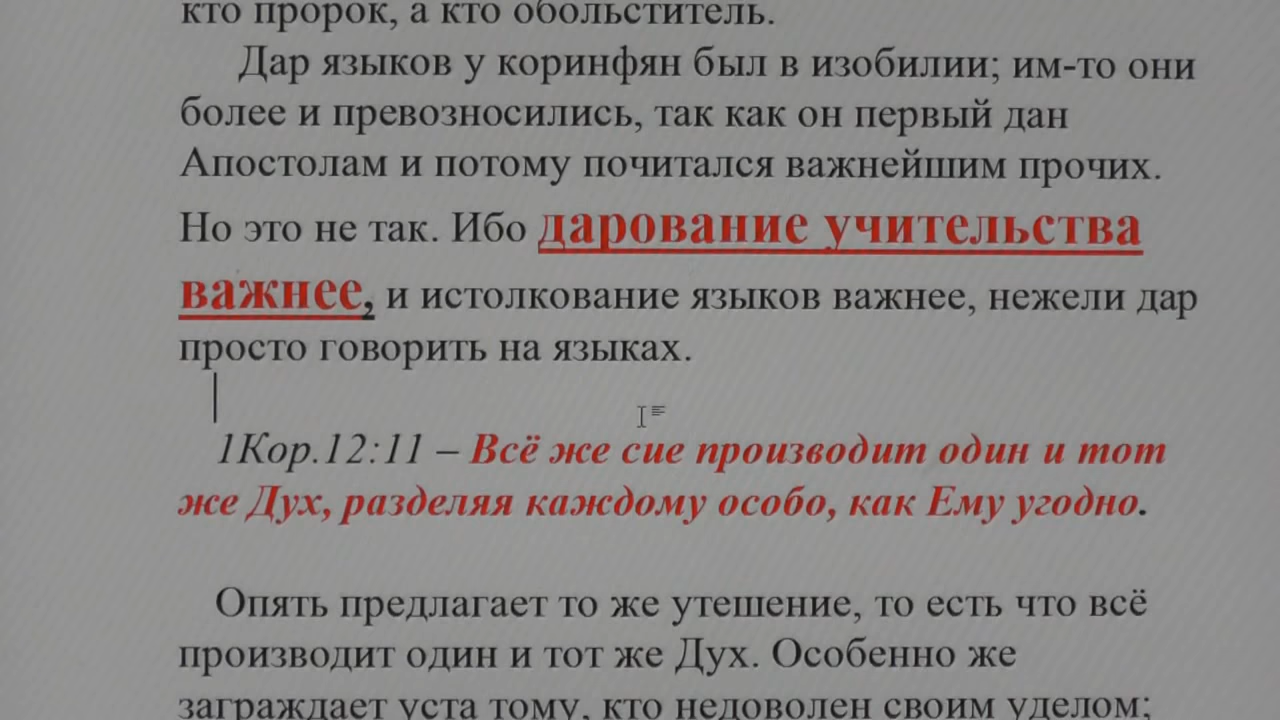 кто пророк, а кто обольститель.
Дар языков у коринфян был в изобилии; им-то они
более и превозносились, так как он первый дан
Апостолам и потому почитался важнейшим прочих.
Но это не так. Ибо дарование учительства
важнее, и истолкование языков важнее, нежели дар
просто говорить на языках.
1Кор.12:11 – Всё же сие производит один и тот
же Дух, разделяя каждому особо, как Ему угодно.
Опять предлагает то же утешение, то есть что всё
производит один и тот же Дух. Особенно же
заграждает уста тому, кто недоволен своим уделом;